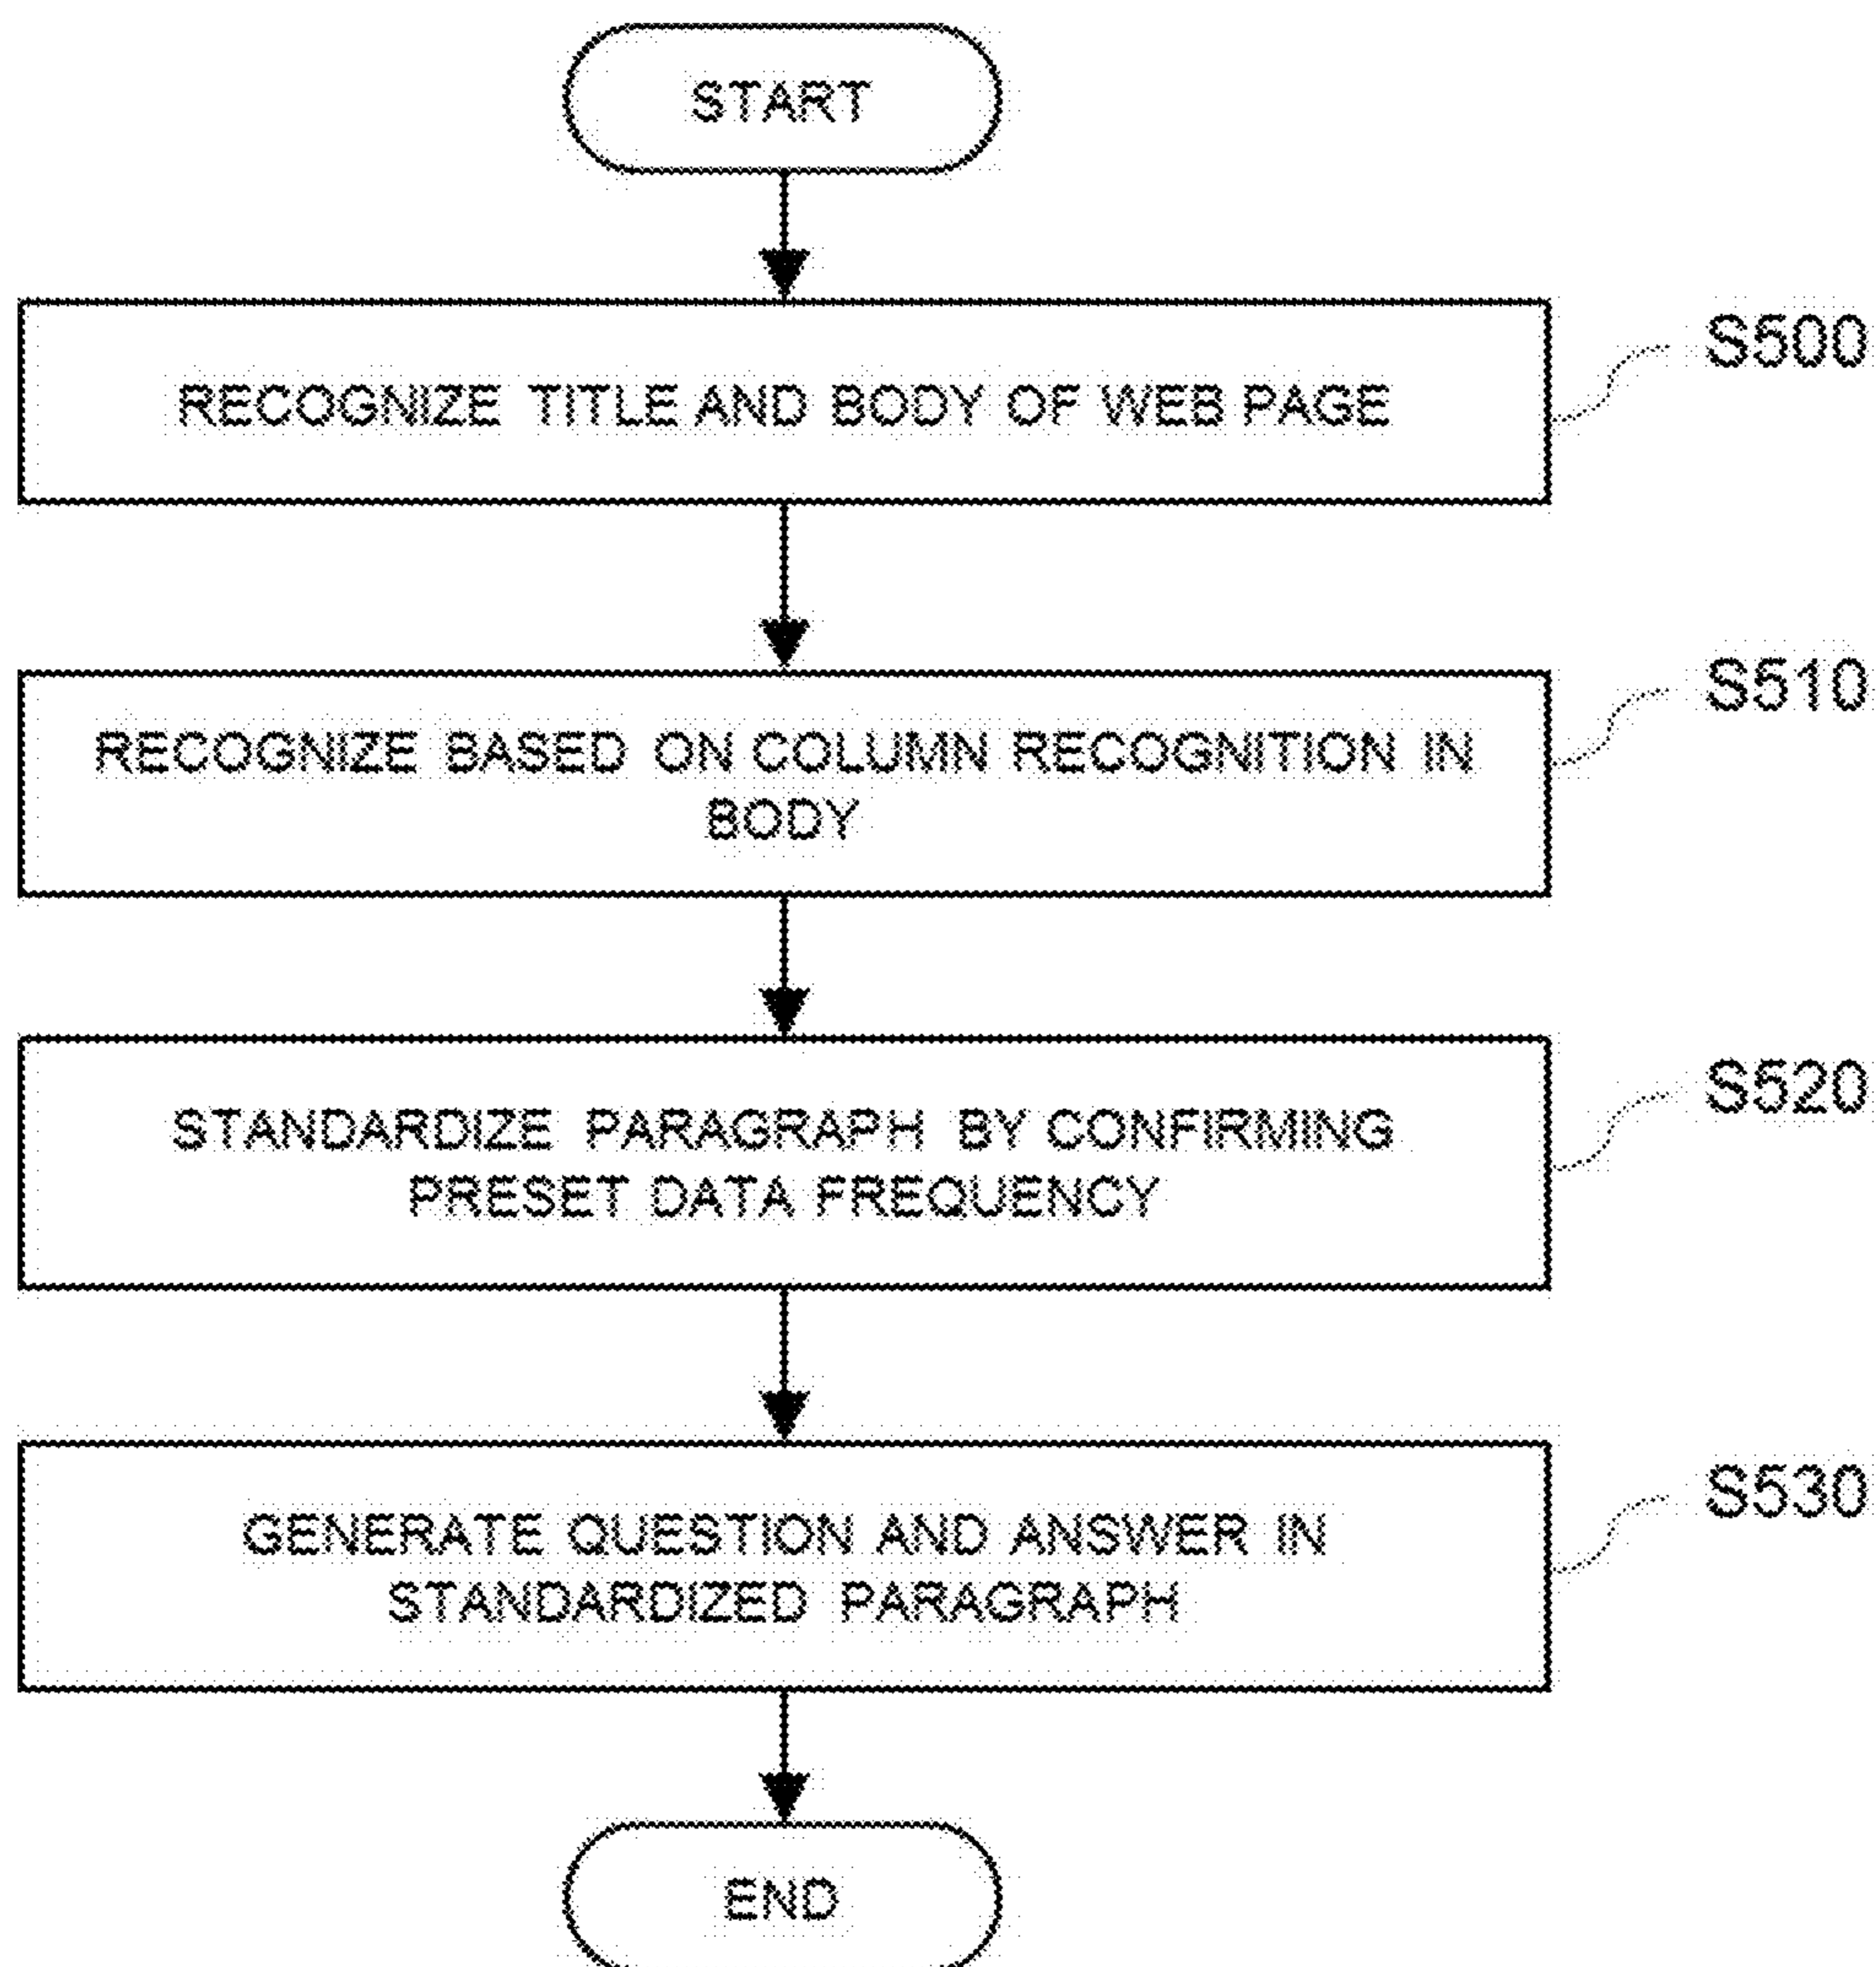 START
RECOGNIZE TITLE AND BODY OF WEB PAGE
S500
RECOGNIZE BASED ON COLUMN RECOGNITION IN
BODY
S510
STANDARDIZE PARAGRAPH BY CONFIRMING
PRESET DATA FREQUENCY
S520
GENERATE QUESTION AND ANSWER IN
STANDARDIZED PARAGRAPH
S530
END